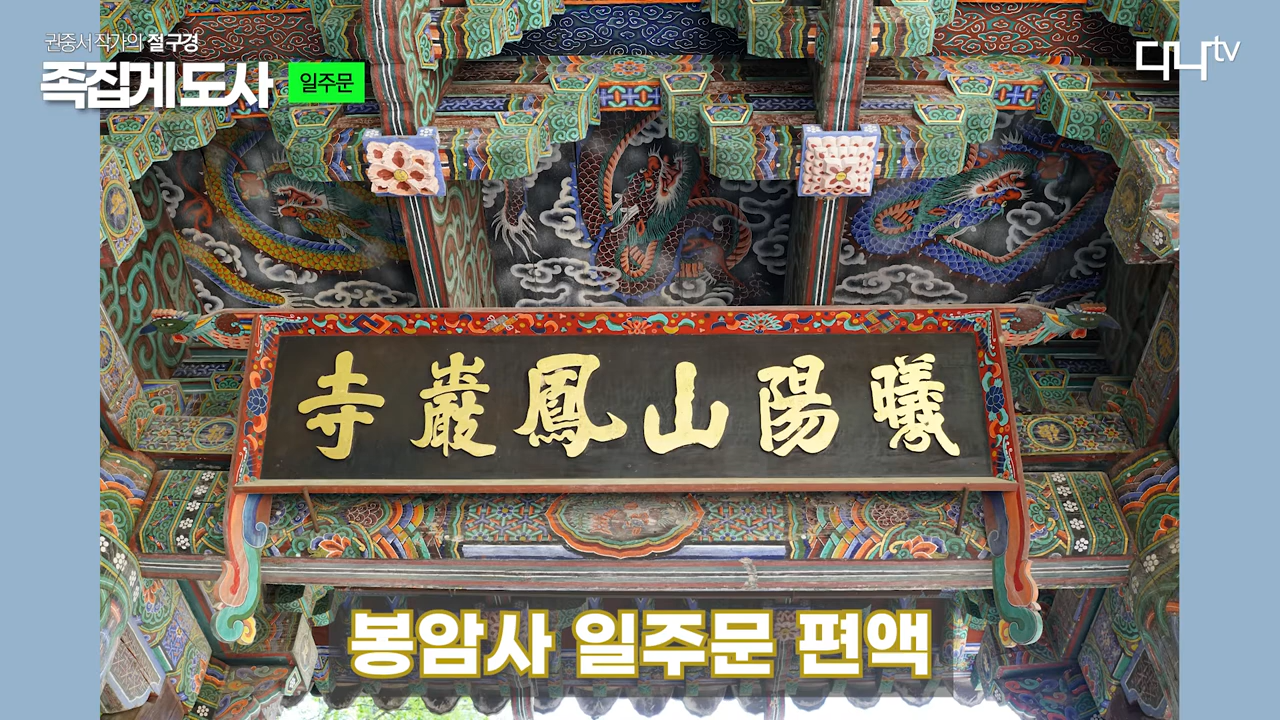 권중서 작가의 절구경
족집게 도사 일주문
다나tv
曦陽山鳳巖寺
봉암사 일주문 편액